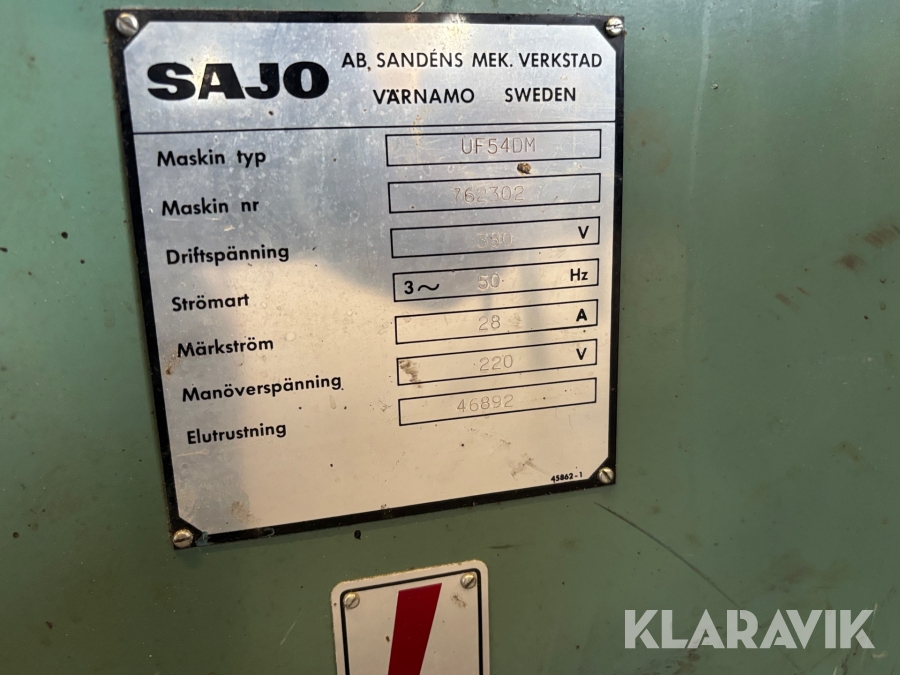 SAJO
AB, SANDÉNS MEK. VERKSTAD
VÄRNAMO SWEDEN
Maskin typ UF54DM
Maskin nr 762302
Driftspänning 380 V
Strömart 3~ 50 Hz
Märkström 28 A
Manöverspänning 220 V
Elutrustning 46892
45862-1
KLARAVIK